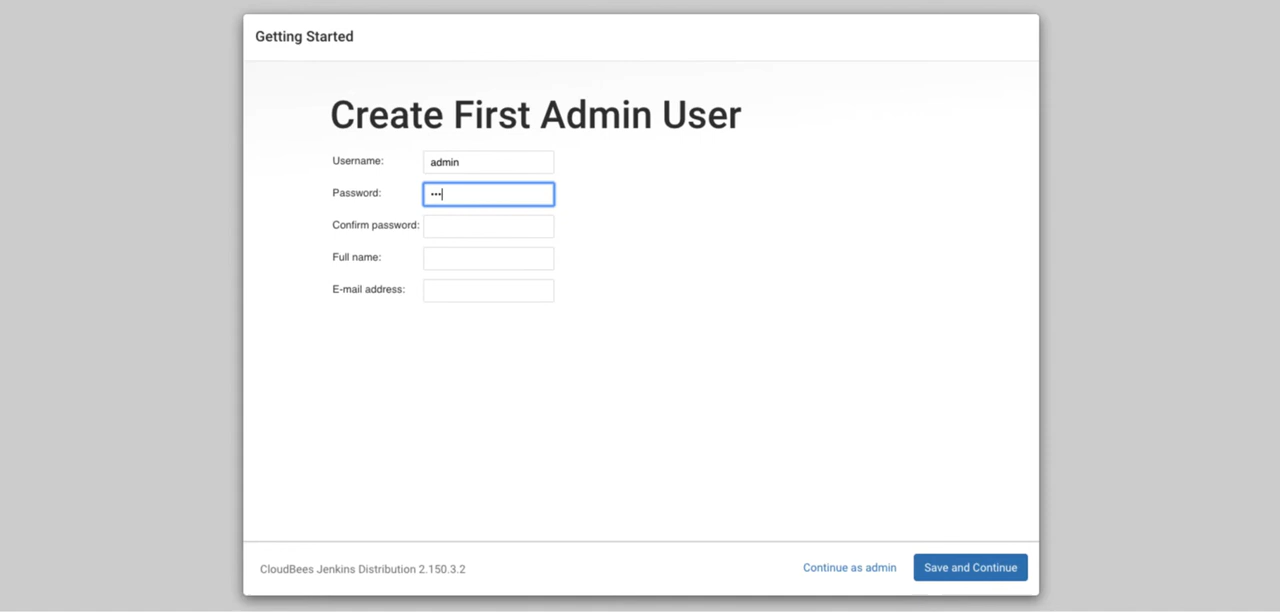 Getting Started
Create First Admin User
Username: admin
Password: •••
Confirm password:
Full name:
E-mail address:
CloudBees Jenkins Distribution 2.150.3.2 Continue as admin Save and Continue